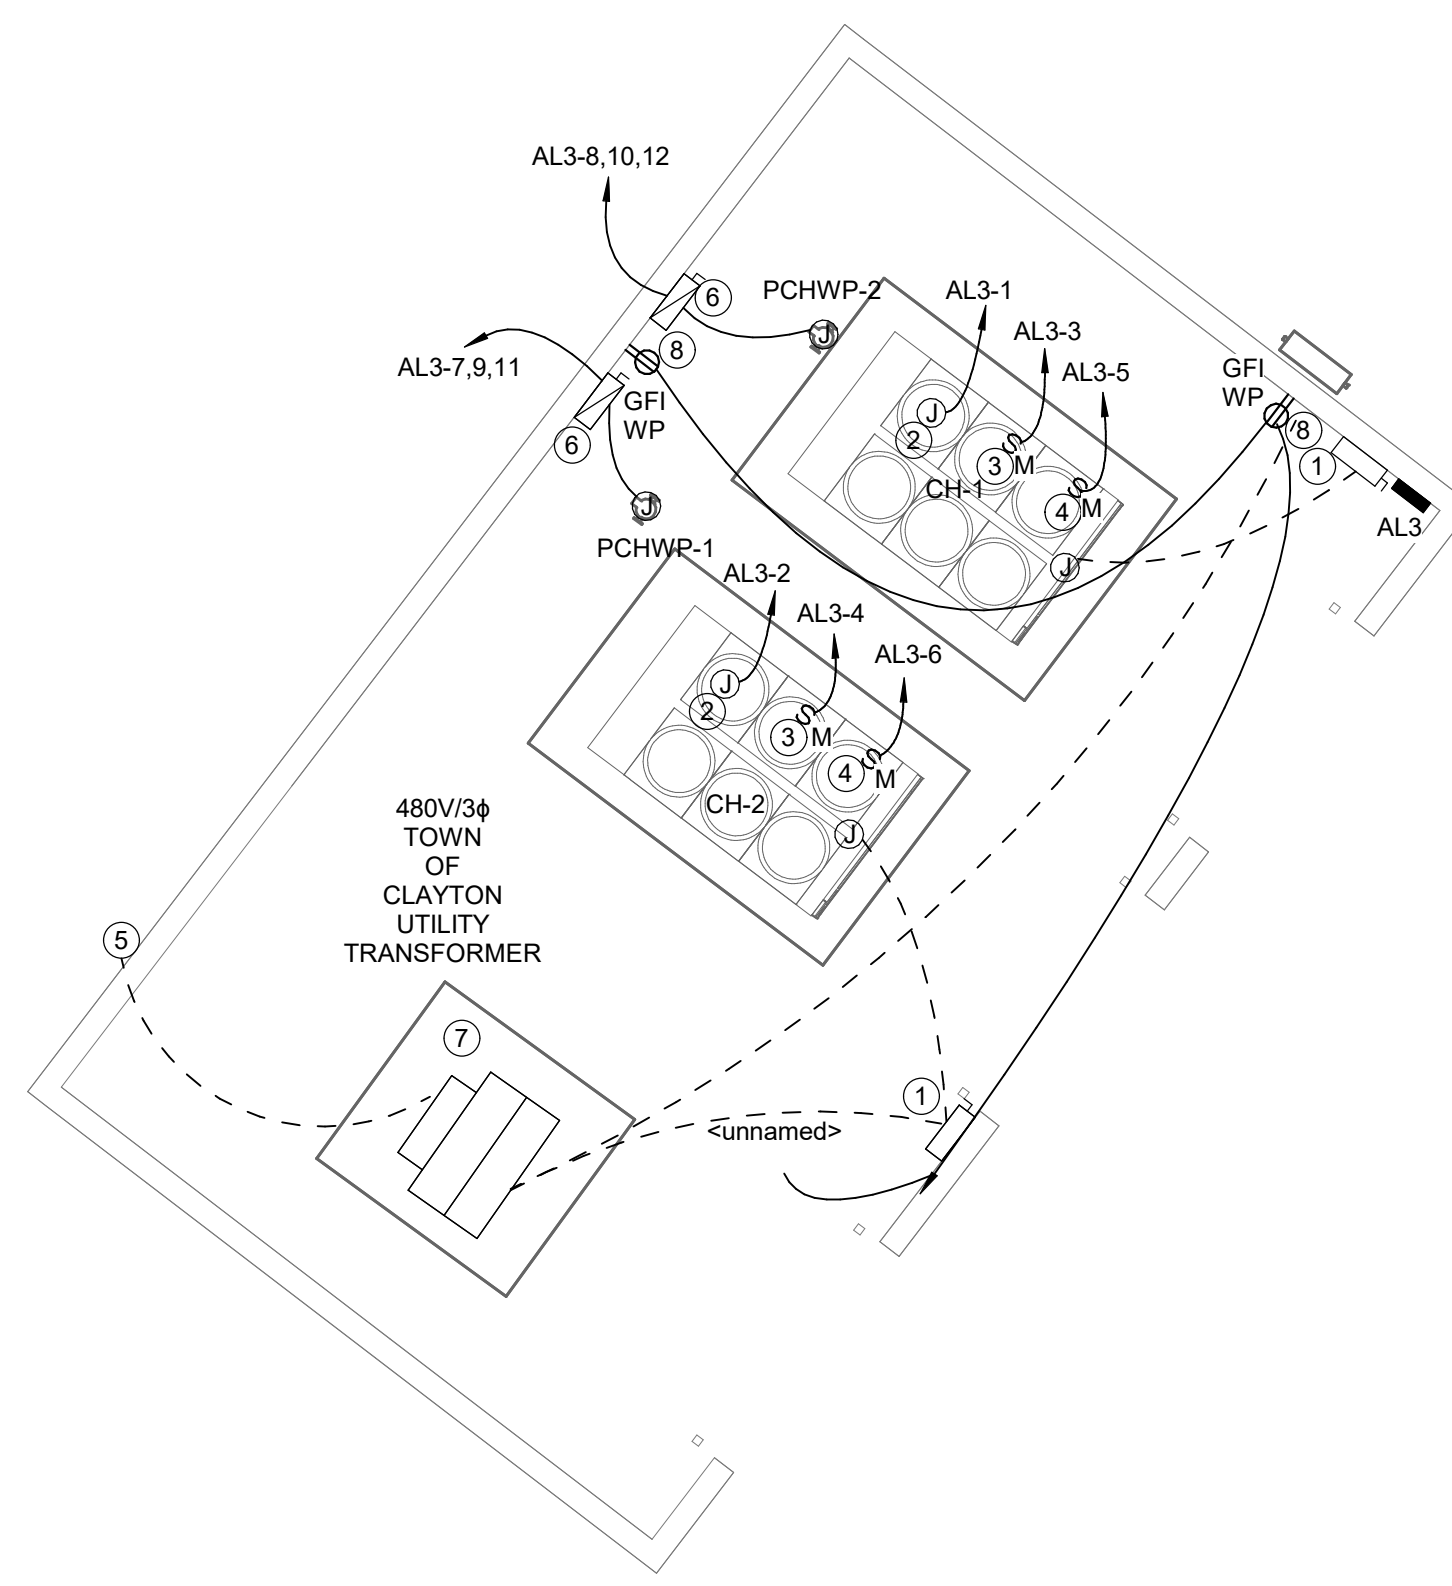 AL3-8,10,12
6
PCHWP-2
AL3-1
AL3-3
AL3-5
J
8
AL3-7,9,11
GFI
WP
6
GFI
WP
8
1
AL3
J
2
S
M
3
CH-1
S
M
4
J
J
PCHWP-1
AL3-2
AL3-4
AL3-6
J
2
S
M
3
S
M
4
CH-2
J
480V/3ϕ
TOWN
OF
CLAYTON
UTILITY
TRANSFORMER
5
7
1
<unnamed>